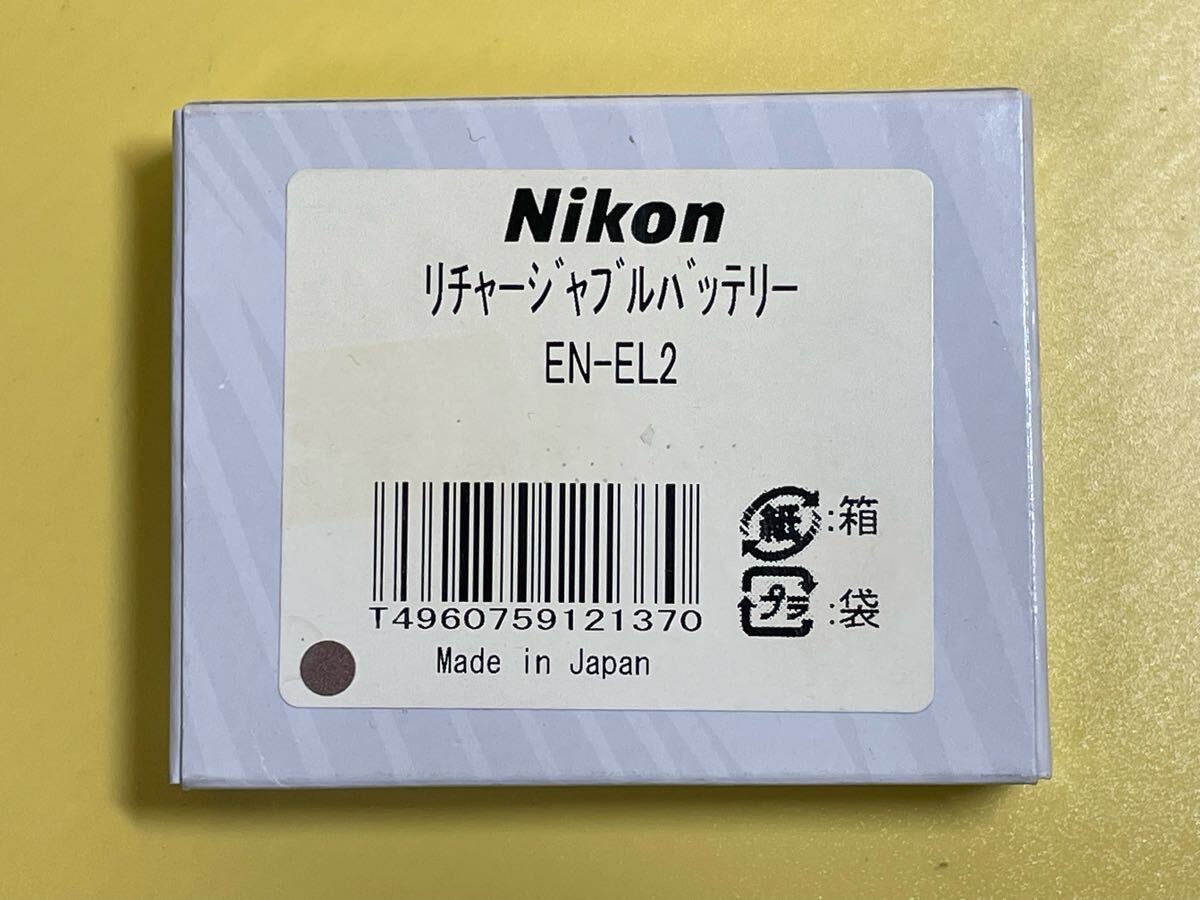 Nikon
ﾘﾁｬｰｼﾞｬﾌﾞﾙﾊﾞｯﾃﾘｰ
EN-EL2
紙:箱
プラ:袋
T4960759121370
Made in Japan